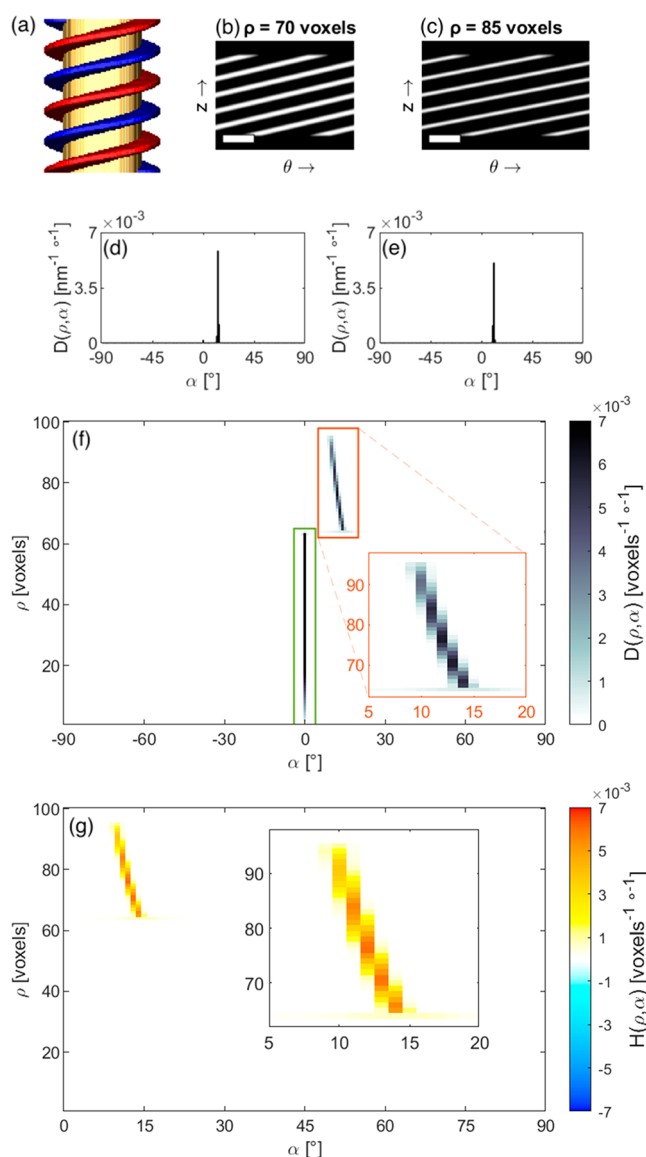 (a)
(b) ρ = 70 voxels
(c) ρ = 85 voxels
z →
z →
θ →
θ →
×10⁻³
×10⁻³
7
7
(d)
(e)
D(ρ,α) [nm⁻¹ °⁻¹]
D(ρ,α) [nm⁻¹ °⁻¹]
3.5
3.5
0
0
-90 -45 0 45 90
-90 -45 0 45 90
α [°]
α [°]
(f)
100
80
60
40
20
ρ [voxels]
-90 -60 -30 0 30 60 90
α [°]
90
80
70
5 10 15 20
×10⁻³
7
6
5
4
3
2
1
0
D(ρ,α) [voxels⁻¹ °⁻¹]
(g)
100
80
60
40
20
ρ [voxels]
0 15 30 45 60 75 90
α [°]
90
80
70
5 10 15 20
×10⁻³
7
5
3
1
-1
-3
-5
-7
H(ρ,α) [voxels⁻¹ °⁻¹]